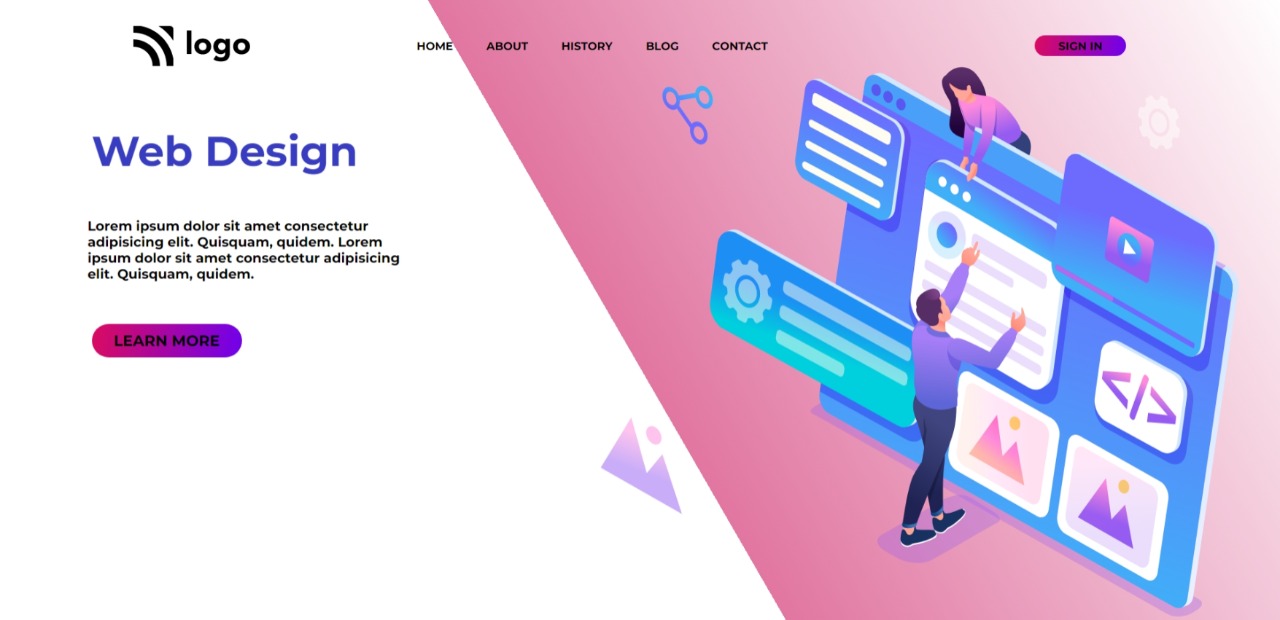 logo
HOME
ABOUT
HISTORY
BLOG
CONTACT
SIGN IN
Web Design
Lorem ipsum dolor sit amet consectetur
adipisicing elit. Quisquam, quidem. Lorem
ipsum dolor sit amet consectetur adipisicing
elit. Quisquam, quidem.
LEARN MORE